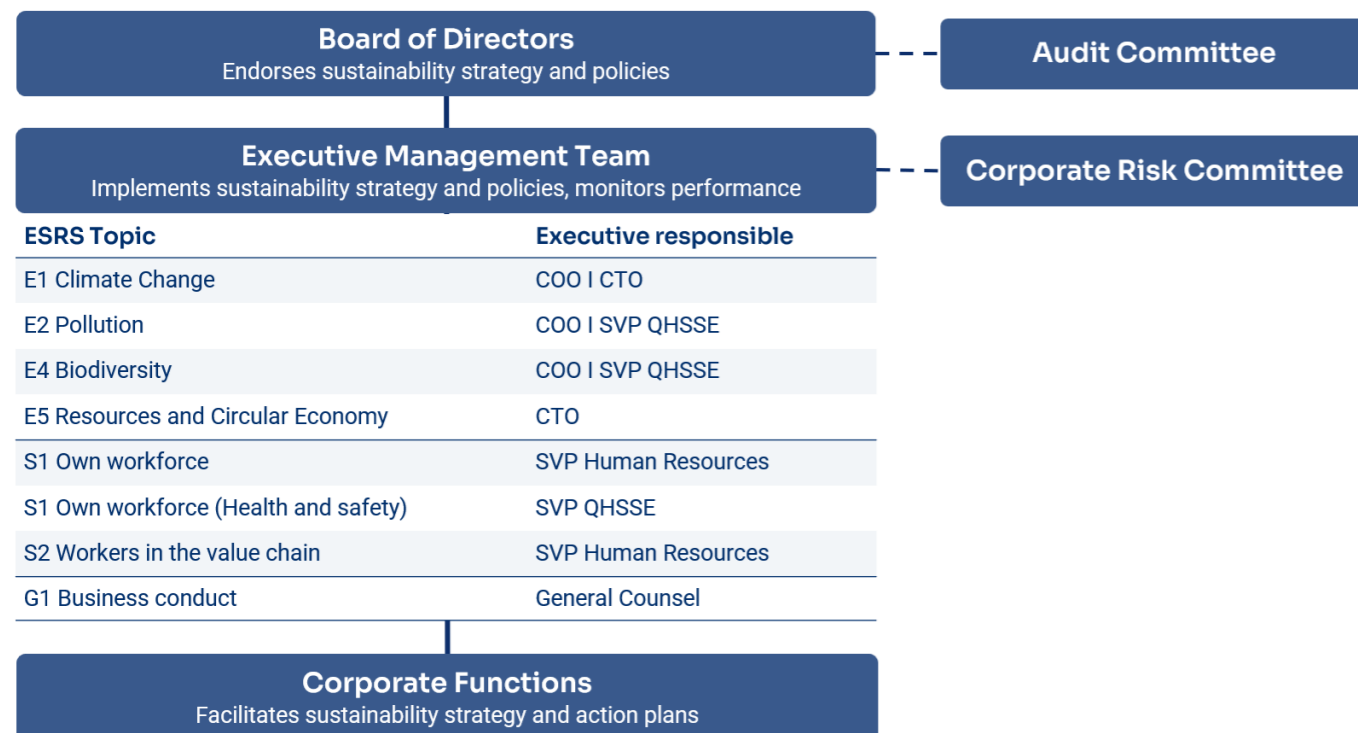 Board of Directors
Endorses sustainability strategy and policies
Audit Committee
Executive Management Team
Implements sustainability strategy and policies, monitors performance
Corporate Risk Committee
ESRS Topic Executive responsible
E1 Climate Change COO I CTO
E2 Pollution COO I SVP QHSSE
E4 Biodiversity COO I SVP QHSSE
E5 Resources and Circular Economy CTO
S1 Own workforce SVP Human Resources
S1 Own workforce (Health and safety) SVP QHSSE
S2 Workers in the value chain SVP Human Resources
G1 Business conduct General Counsel
Corporate Functions
Facilitates sustainability strategy and action plans